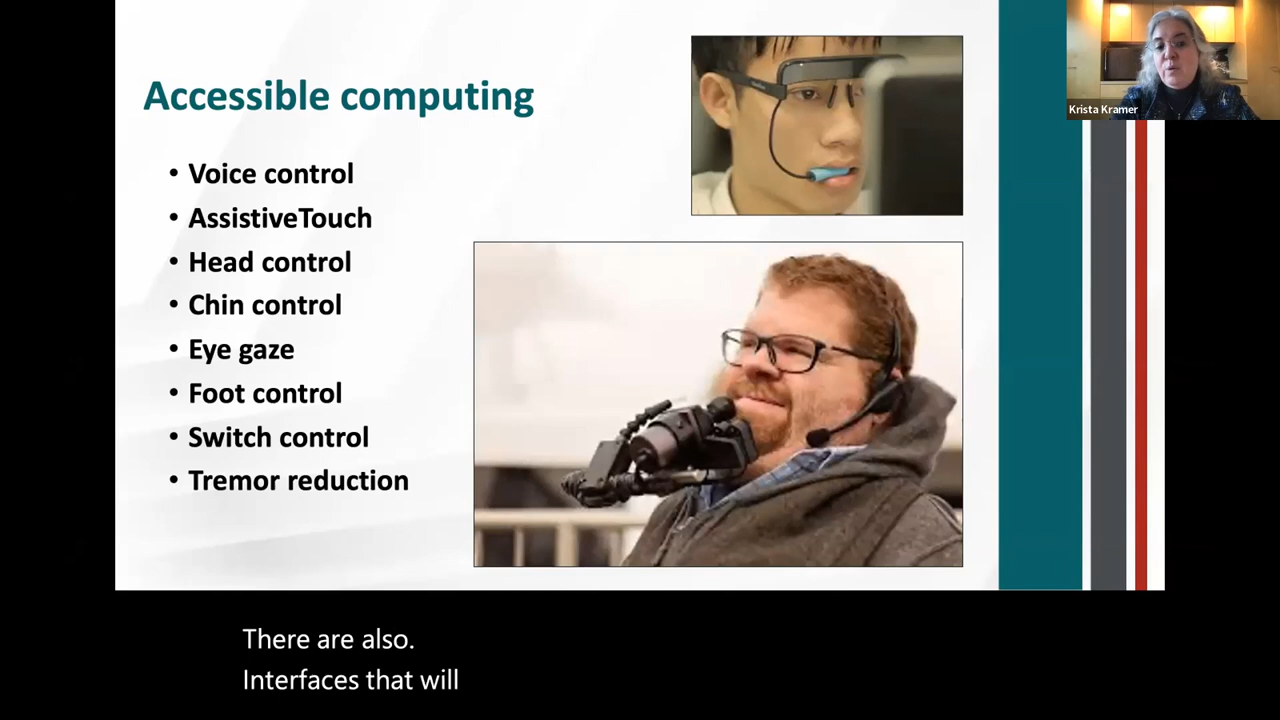 Accessible computing
• Voice control
• AssistiveTouch
• Head control
• Chin control
• Eye gaze
• Foot control
• Switch control
• Tremor reduction
Krista Kramer
There are also.
Interfaces that will